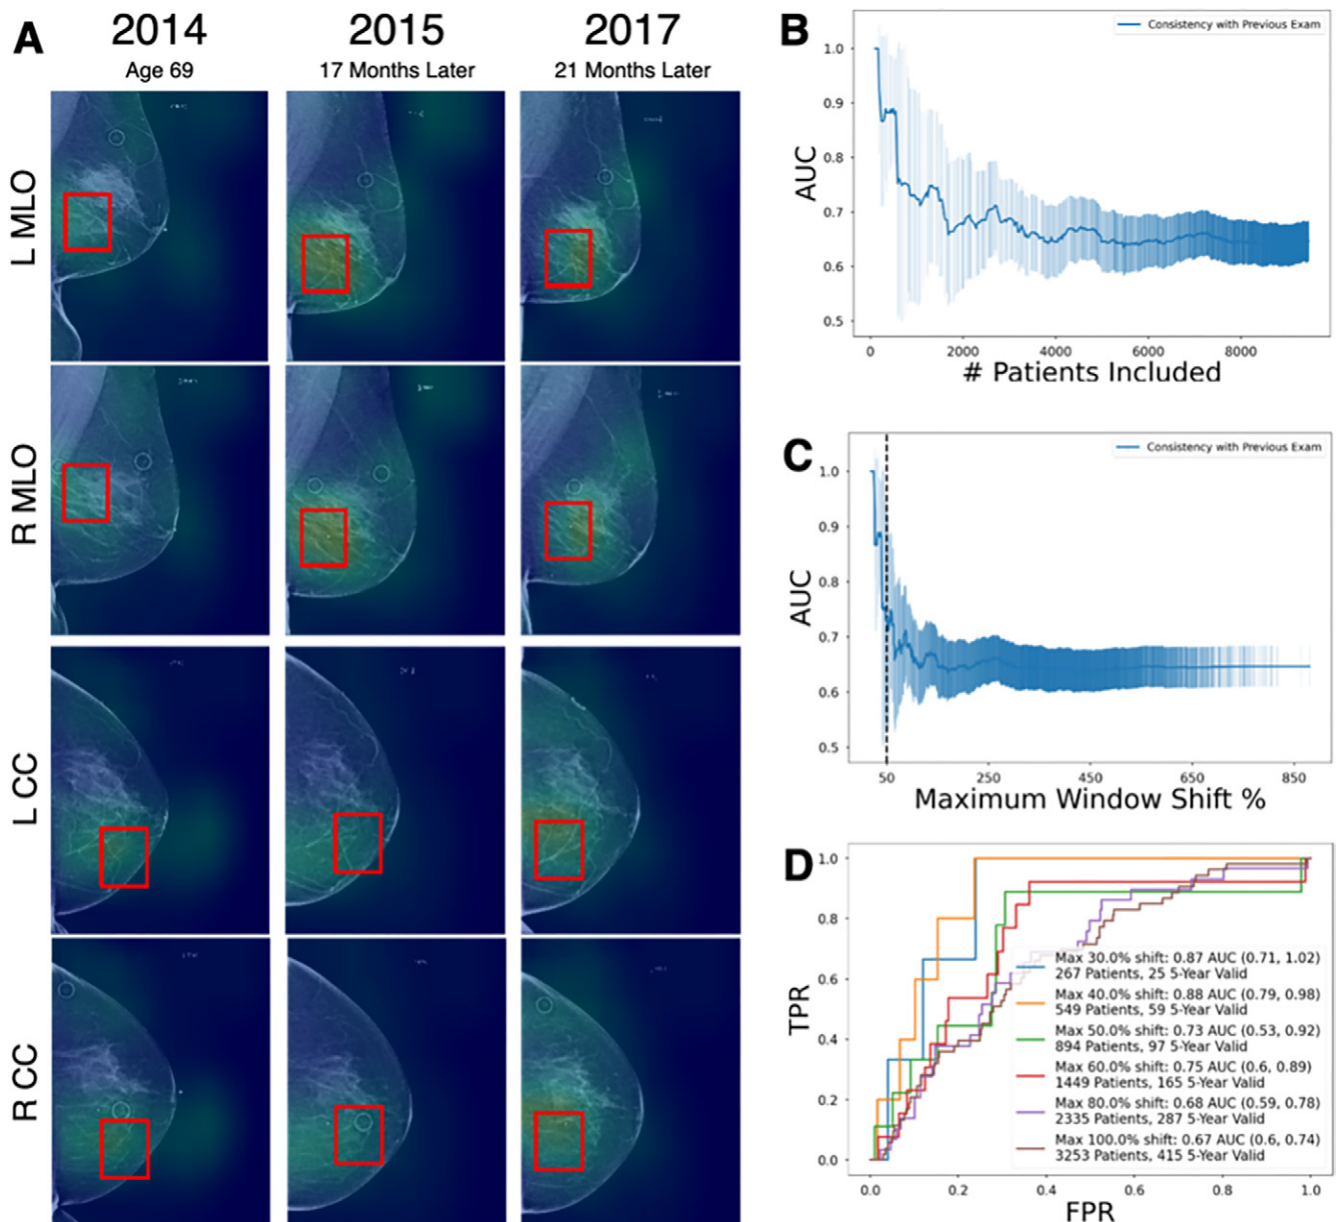 A
2014
2015
2017
Age 69
17 Months Later
21 Months Later
L MLO
R MLO
L CC
R CC
B
Consistency with Previous Exam
1.0
0.9
0.8
0.7
0.6
0.5
AUC
0
2000
4000
6000
8000
# Patients Included
C
Consistency with Previous Exam
1.0
0.9
0.8
0.7
0.6
0.5
AUC
50
250
450
650
850
Maximum Window Shift %
D
1.0
0.8
0.6
0.4
0.2
0.0
TPR
Max 30.0% shift: 0.87 AUC (0.71, 1.02)
267 Patients, 25 5-Year Valid
Max 40.0% shift: 0.88 AUC (0.79, 0.98)
549 Patients, 59 5-Year Valid
Max 50.0% shift: 0.73 AUC (0.53, 0.92)
894 Patients, 97 5-Year Valid
Max 60.0% shift: 0.75 AUC (0.6, 0.89)
1449 Patients, 165 5-Year Valid
Max 80.0% shift: 0.68 AUC (0.59, 0.78)
2335 Patients, 287 5-Year Valid
Max 100.0% shift: 0.67 AUC (0.6, 0.74)
3253 Patients, 415 5-Year Valid
0.0
0.2
0.4
0.6
0.8
1.0
FPR